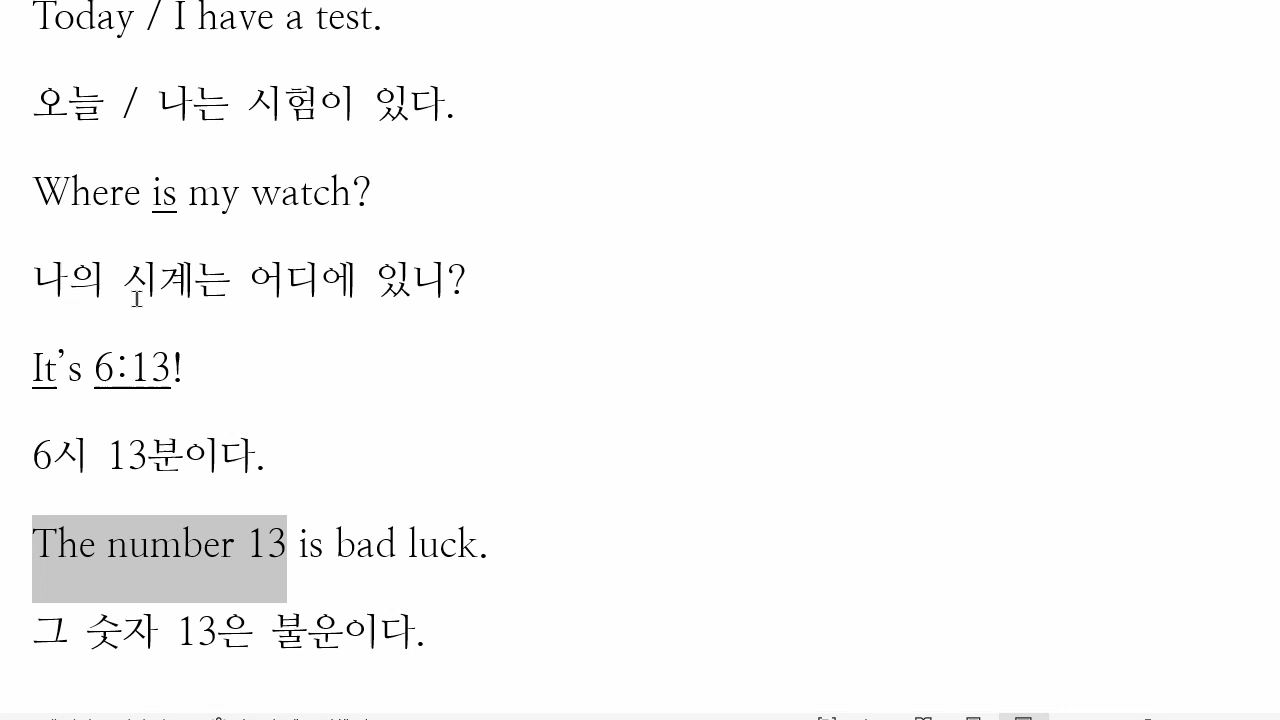 Today / I have a test.
오늘 / 나는 시험이 있다.
Where is my watch?
나의 시계는 어디에 있니?
It’s 6:13!
6시 13분이다.
The number 13 is bad luck.
그 숫자 13은 불운이다.